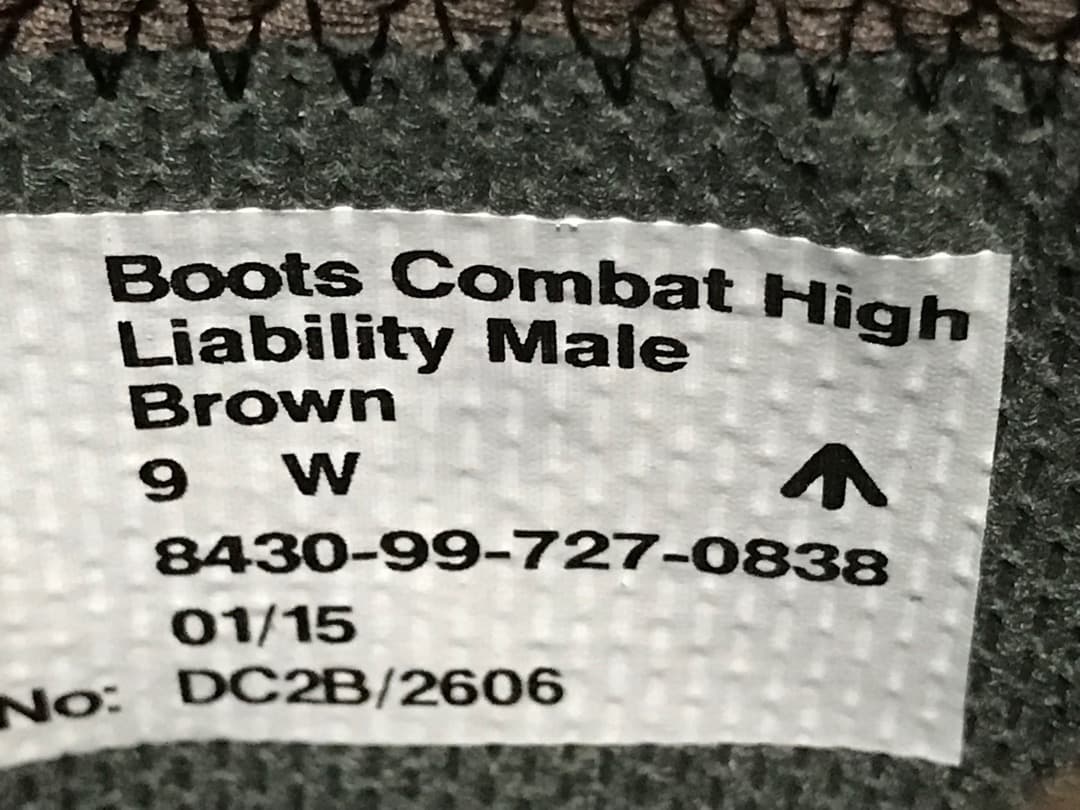 Boots Combat High
Liability Male
Brown
9 W
8430-99-727-0838
01/15
No: DC2B/2606